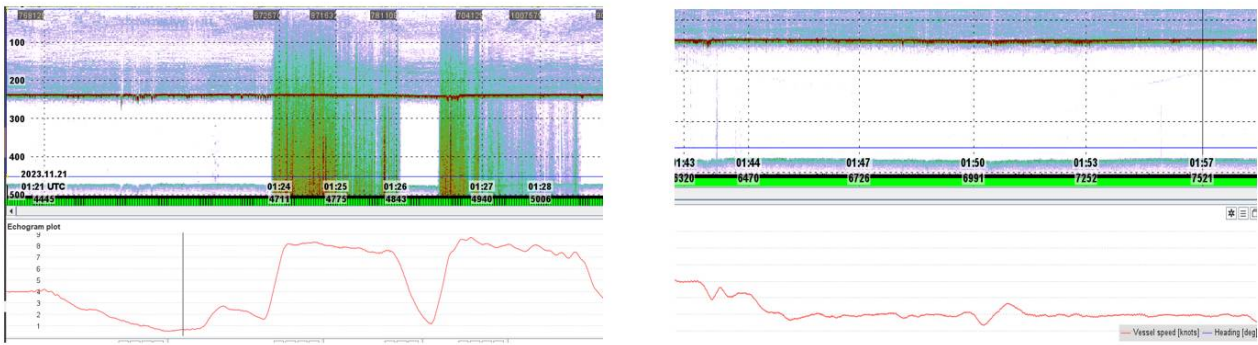 100
200
300
400
500
2023.11.21
01:21 UTC 01:24 01:25 01:26 01:27 01:28
4445 4711 4775 4843 4940 5006
Echogram plot
9
8
7
6
5
4
3
2
1
01:43 01:44 01:47 01:50 01:53 01:57
6320 6470 6726 6991 7252 7521
Vessel speed [knots] Heading [deg]